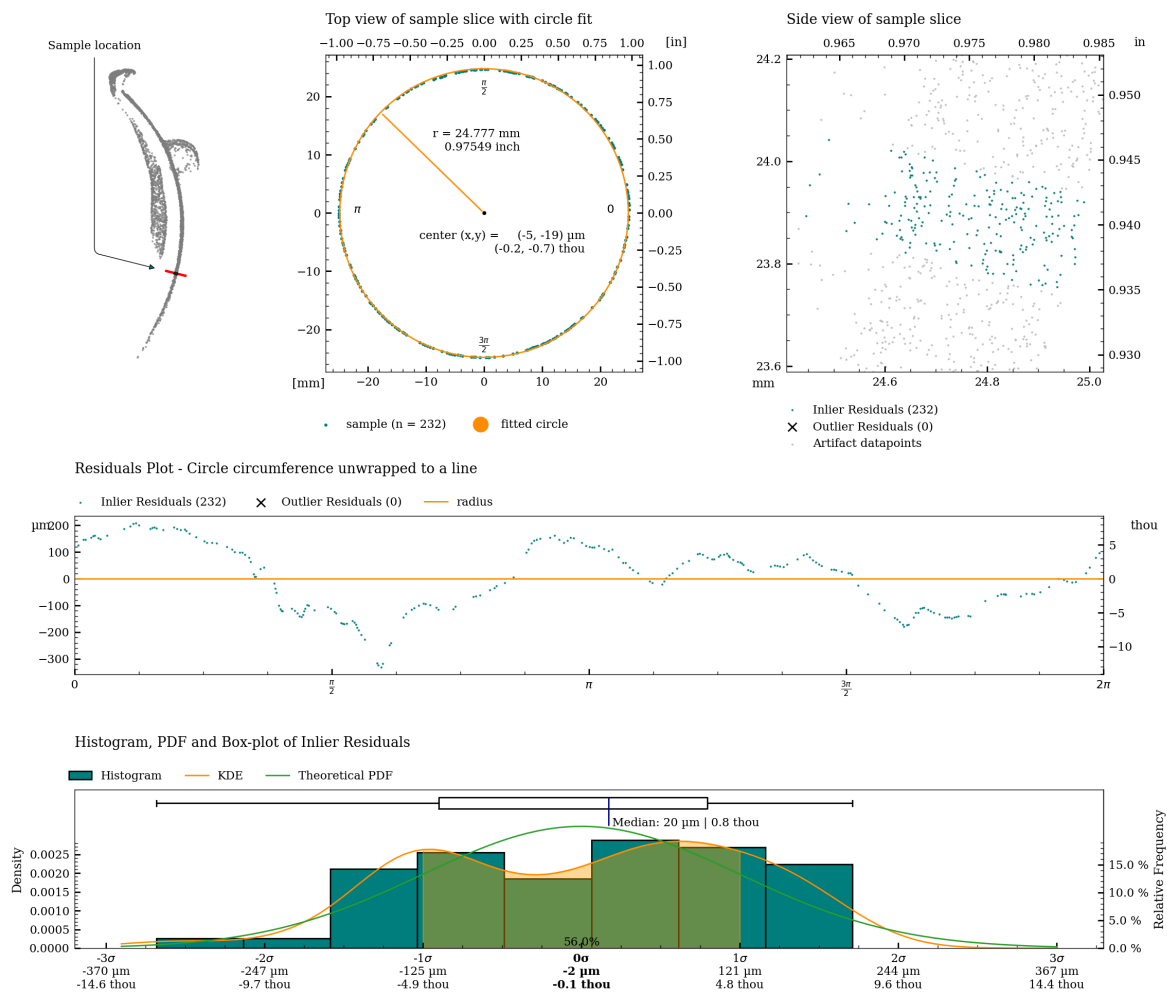 Top view of sample slice with circle fit
Side view of sample slice
Sample location
−1.00 −0.75 −0.50 −0.25 0.00 0.25 0.50 0.75 1.00 [in]
0.965 0.970 0.975 0.980 0.985 in
20
10
0
−10
−20
[mm]
−20 −10 0 10 20
1.00
0.75
0.50
0.25
0.00
−0.25
−0.50
−0.75
−1.00
π/2
r = 24.777 mm
0.97549 inch
π
0
center (x,y) = (-5, -19) µm
(-0.2, -0.7) thou
3π/2
24.2
24.0
23.8
23.6
mm
24.6 24.8 25.0
0.950
0.945
0.940
0.935
0.930
sample (n = 232) fitted circle
Inlier Residuals (232)
Outlier Residuals (0)
Artifact datapoints
Residuals Plot - Circle circumference unwrapped to a line
Inlier Residuals (232) Outlier Residuals (0) radius
µm
200
100
0
−100
−200
−300
thou
5
0
−5
−10
0 π/2 π 3π/2 2π
Histogram, PDF and Box-plot of Inlier Residuals
Histogram KDE Theoretical PDF
Median: 20 µm | 0.8 thou
Density
0.0025
0.0020
0.0015
0.0010
0.0005
0.0000
15.0 %
10.0 %
5.0 %
0.0 %
Relative Frequency
56.0%
-3σ -2σ -1σ 0σ 1σ 2σ 3σ
-370 µm -247 µm -125 µm -2 µm 121 µm 244 µm 367 µm
-14.6 thou -9.7 thou -4.9 thou -0.1 thou 4.8 thou 9.6 thou 14.4 thou